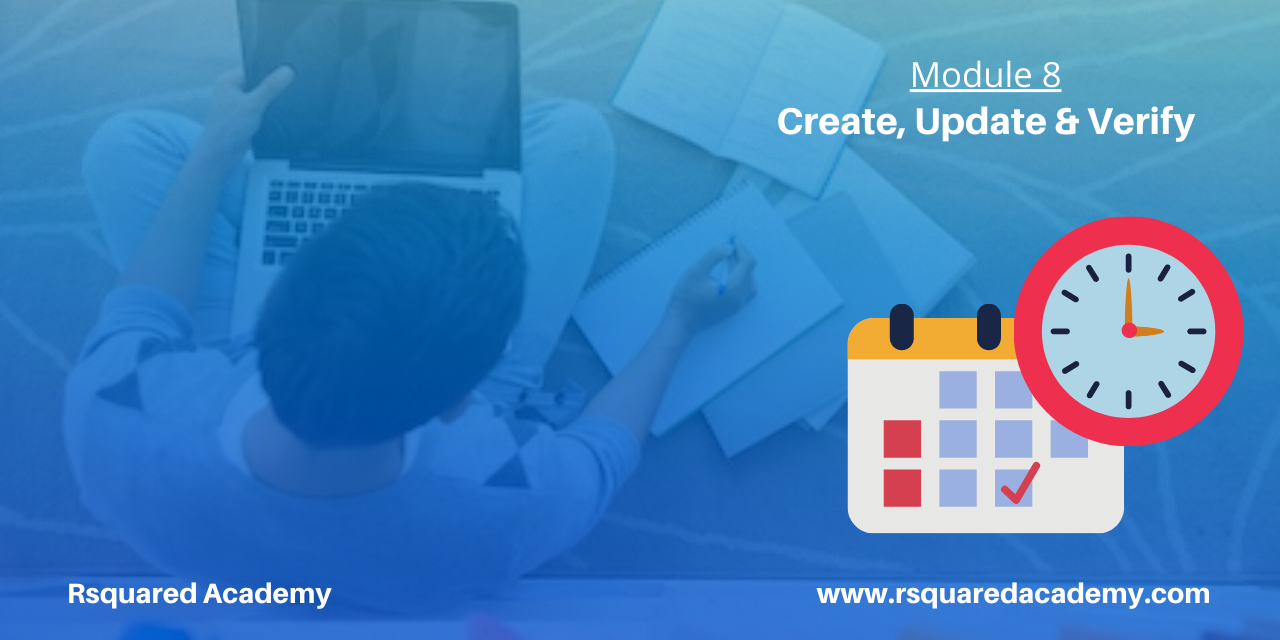 Module 8
Create, Update & Verify
Rsquared Academy
www.rsquaredacademy.com